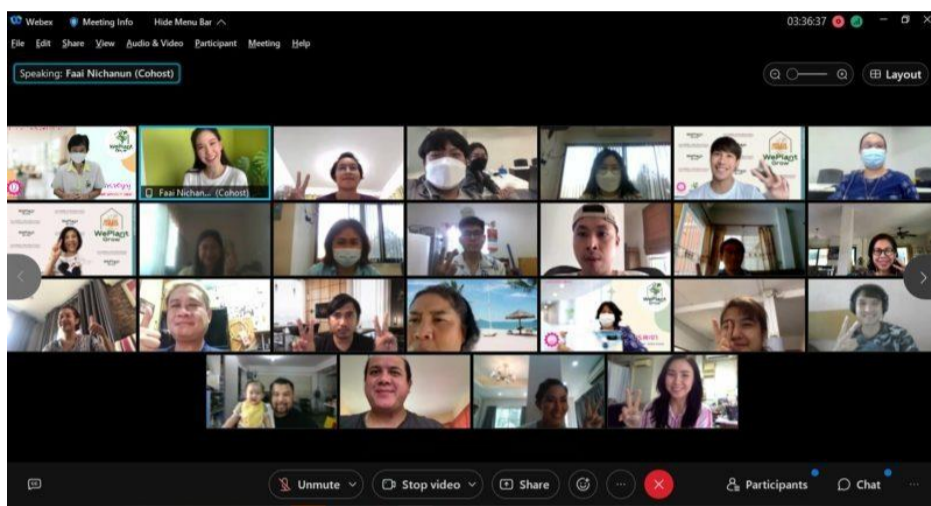 Webex Meeting Info Hide Menu Bar 03:36:37
File Edit Share View Audio & Video Participant Meeting Help
Speaking: Faai Nichanun (Cohost)
Layout
WePlant
Faai Nichan... (Cohost)
WePlant
Grow
WePlant
Grow
WePlant
Unmute Stop video Share Participants Chat